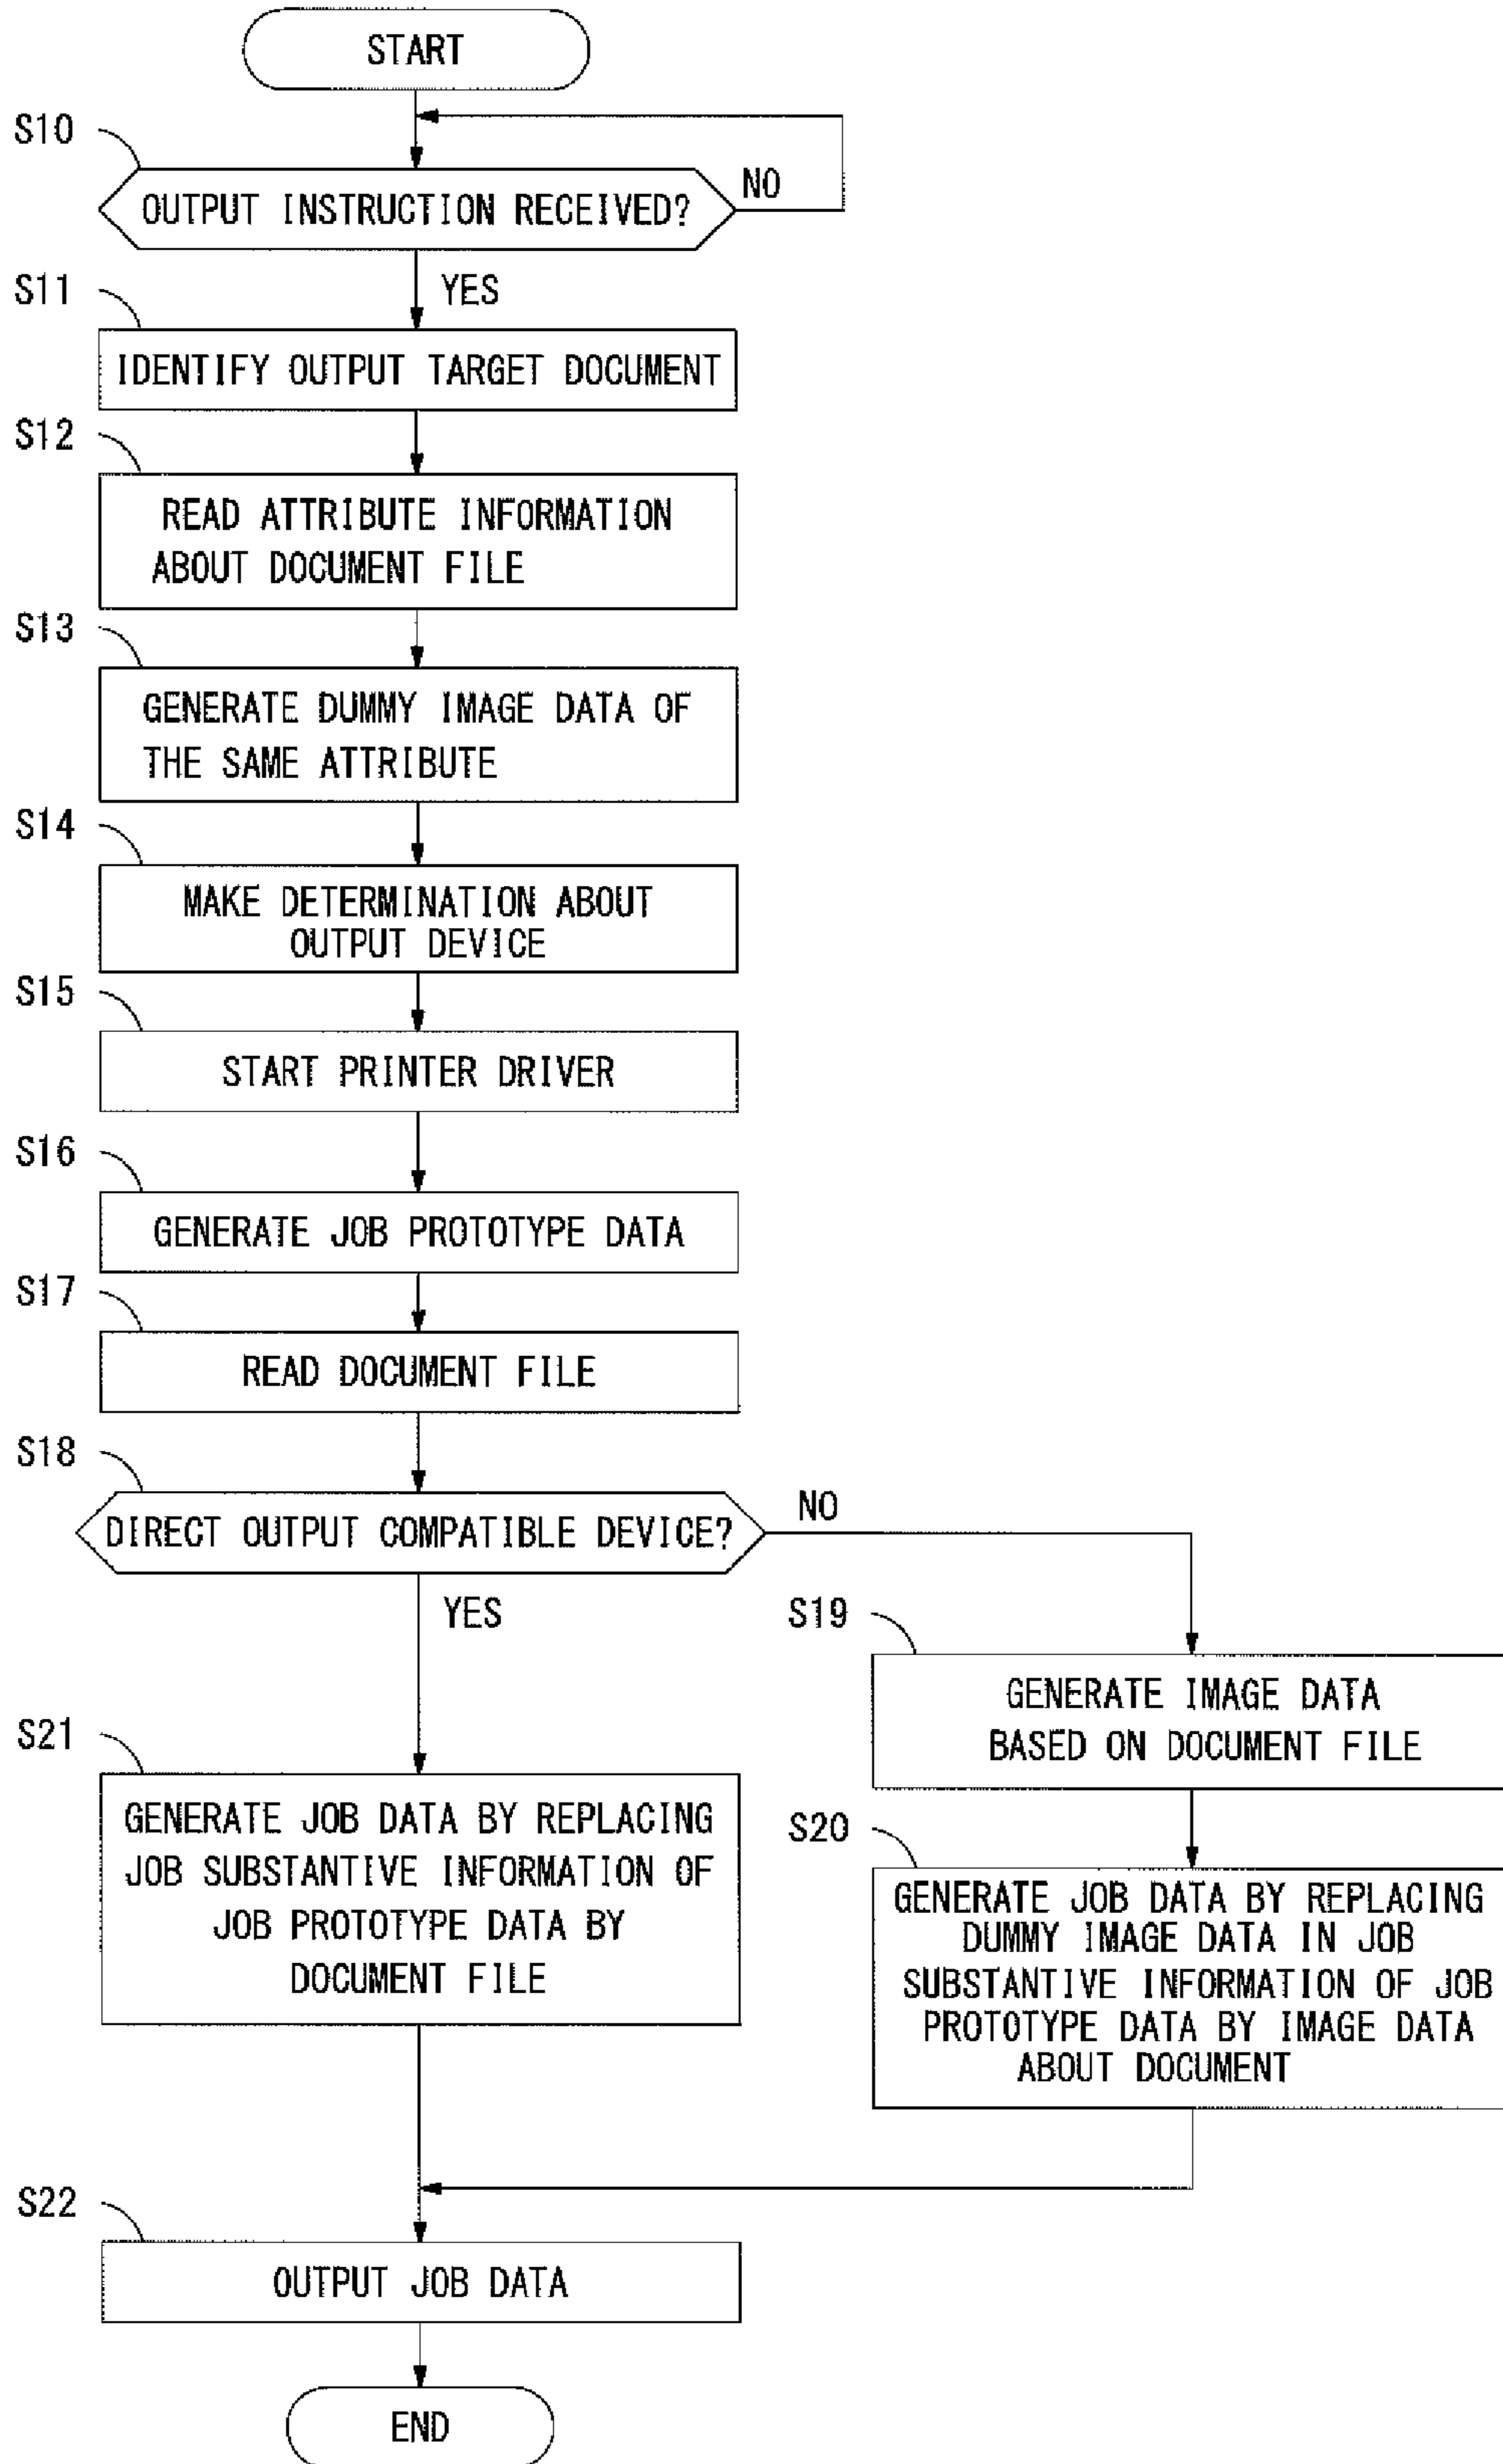 START
S10
OUTPUT INSTRUCTION RECEIVED?
NO
YES
S11
IDENTIFY OUTPUT TARGET DOCUMENT
S12
READ ATTRIBUTE INFORMATION
ABOUT DOCUMENT FILE
S13
GENERATE DUMMY IMAGE DATA OF
THE SAME ATTRIBUTE
S14
MAKE DETERMINATION ABOUT
OUTPUT DEVICE
S15
START PRINTER DRIVER
S16
GENERATE JOB PROTOTYPE DATA
S17
READ DOCUMENT FILE
S18
DIRECT OUTPUT COMPATIBLE DEVICE?
NO
YES
S19
GENERATE IMAGE DATA
BASED ON DOCUMENT FILE
S21
GENERATE JOB DATA BY REPLACING
JOB SUBSTANTIVE INFORMATION OF
JOB PROTOTYPE DATA BY
DOCUMENT FILE
S20
GENERATE JOB DATA BY REPLACING
DUMMY IMAGE DATA IN JOB
SUBSTANTIVE INFORMATION OF JOB
PROTOTYPE DATA BY IMAGE DATA
ABOUT DOCUMENT
S22
OUTPUT JOB DATA
END